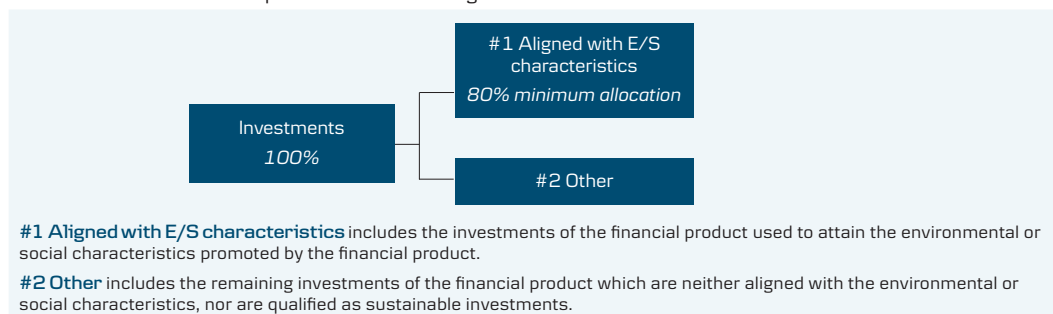 #1 Aligned with E/S
characteristics
80% minimum allocation
Investments
100%
#2 Other
#1 Aligned with E/S characteristics includes the investments of the financial product used to attain the environmental or
social characteristics promoted by the financial product.
#2 Other includes the remaining investments of the financial product which are neither aligned with the environmental or
social characteristics, nor are qualified as sustainable investments.